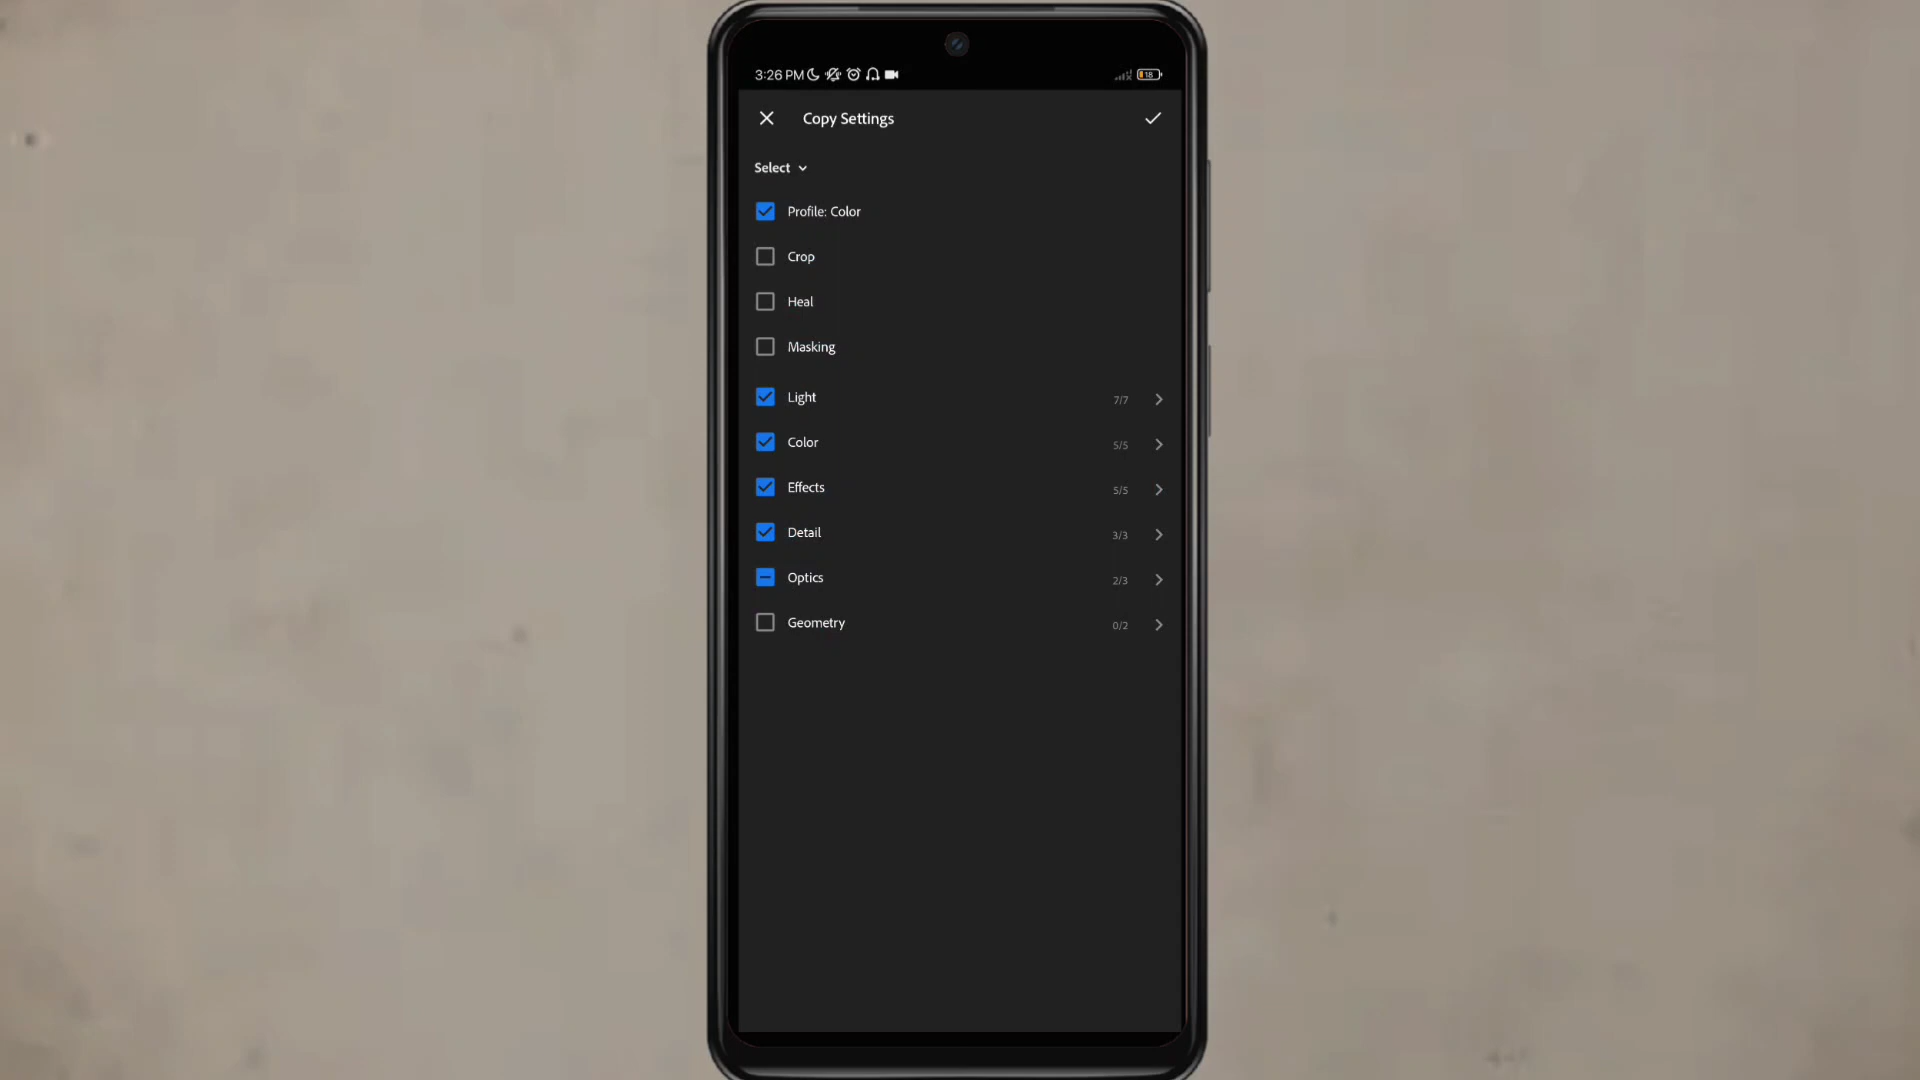 3:26 PM 18
Copy Settings
Select
Profile: Color
Crop
Heal
Masking
Light 7/7
Color 5/5
Effects 5/5
Detail 3/3
Optics 2/3
Geometry 0/2